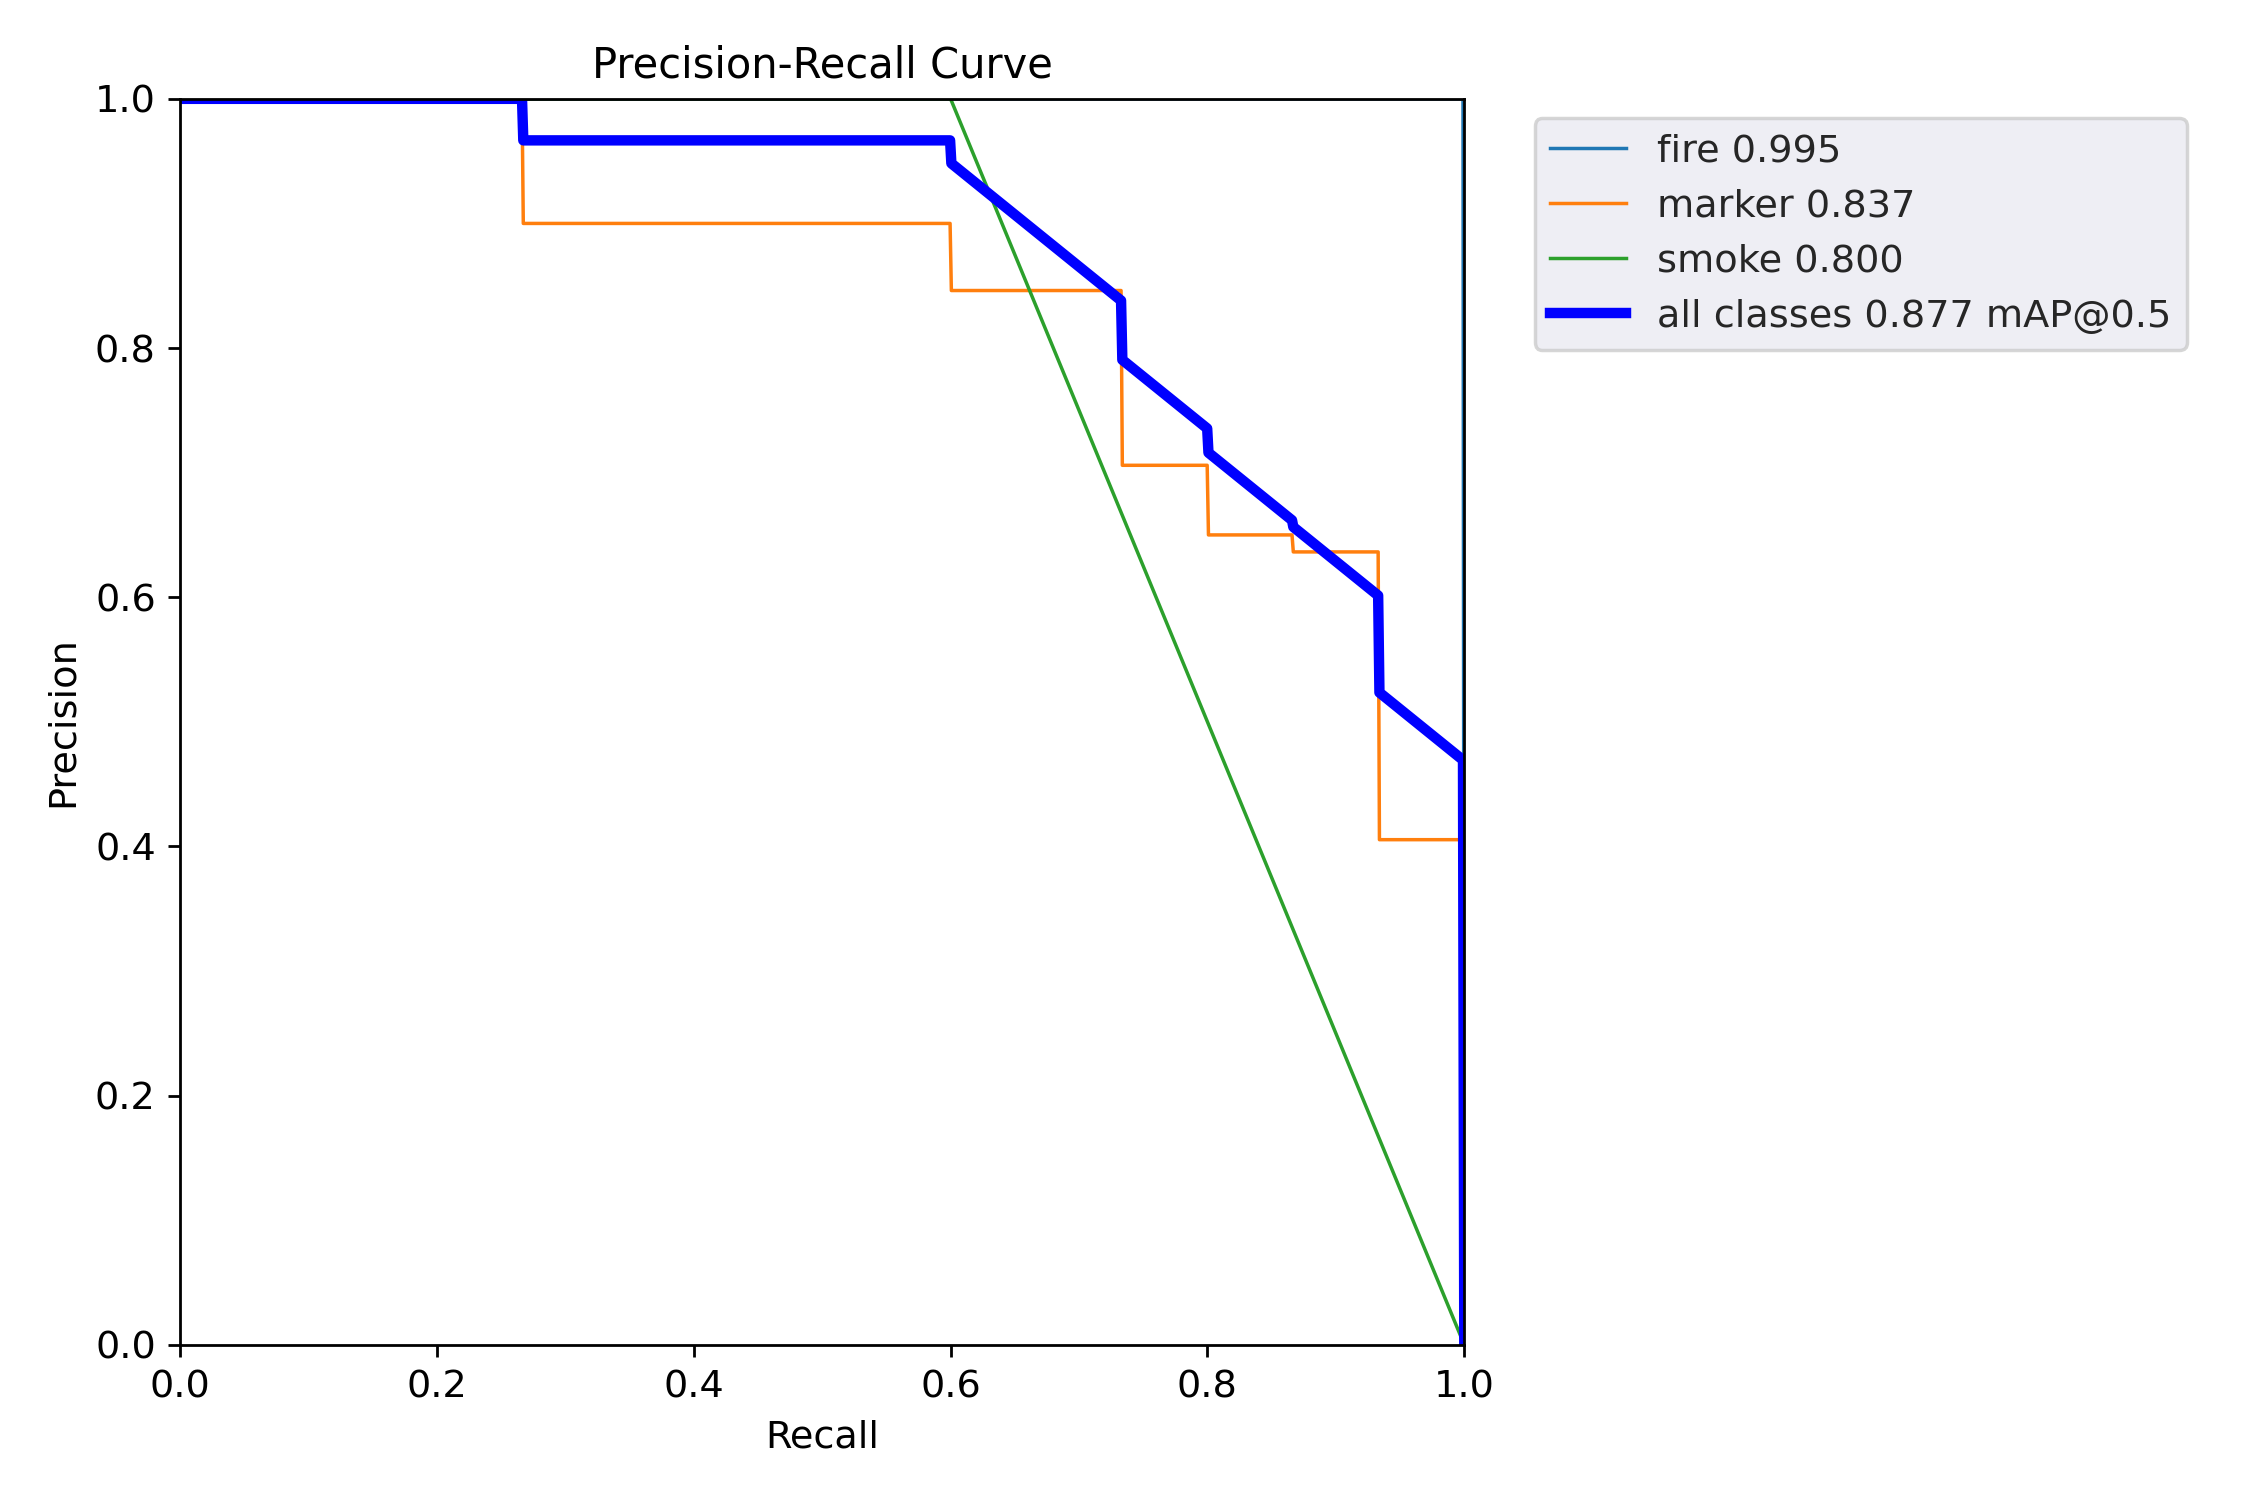 Precision-Recall Curve
1.0
0.8
0.6
0.4
0.2
0.0
Precision
0.0 0.2 0.4 0.6 0.8 1.0
Recall
fire 0.995
marker 0.837
smoke 0.800
all classes 0.877 mAP@0.5